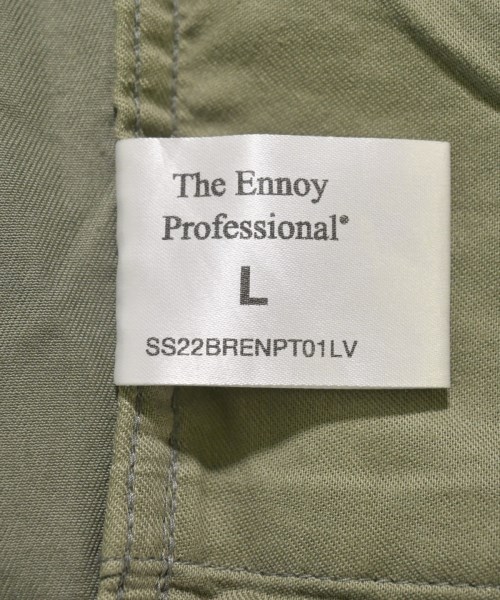 The Ennoy
Professional®
L
SS22BRENPT01LV